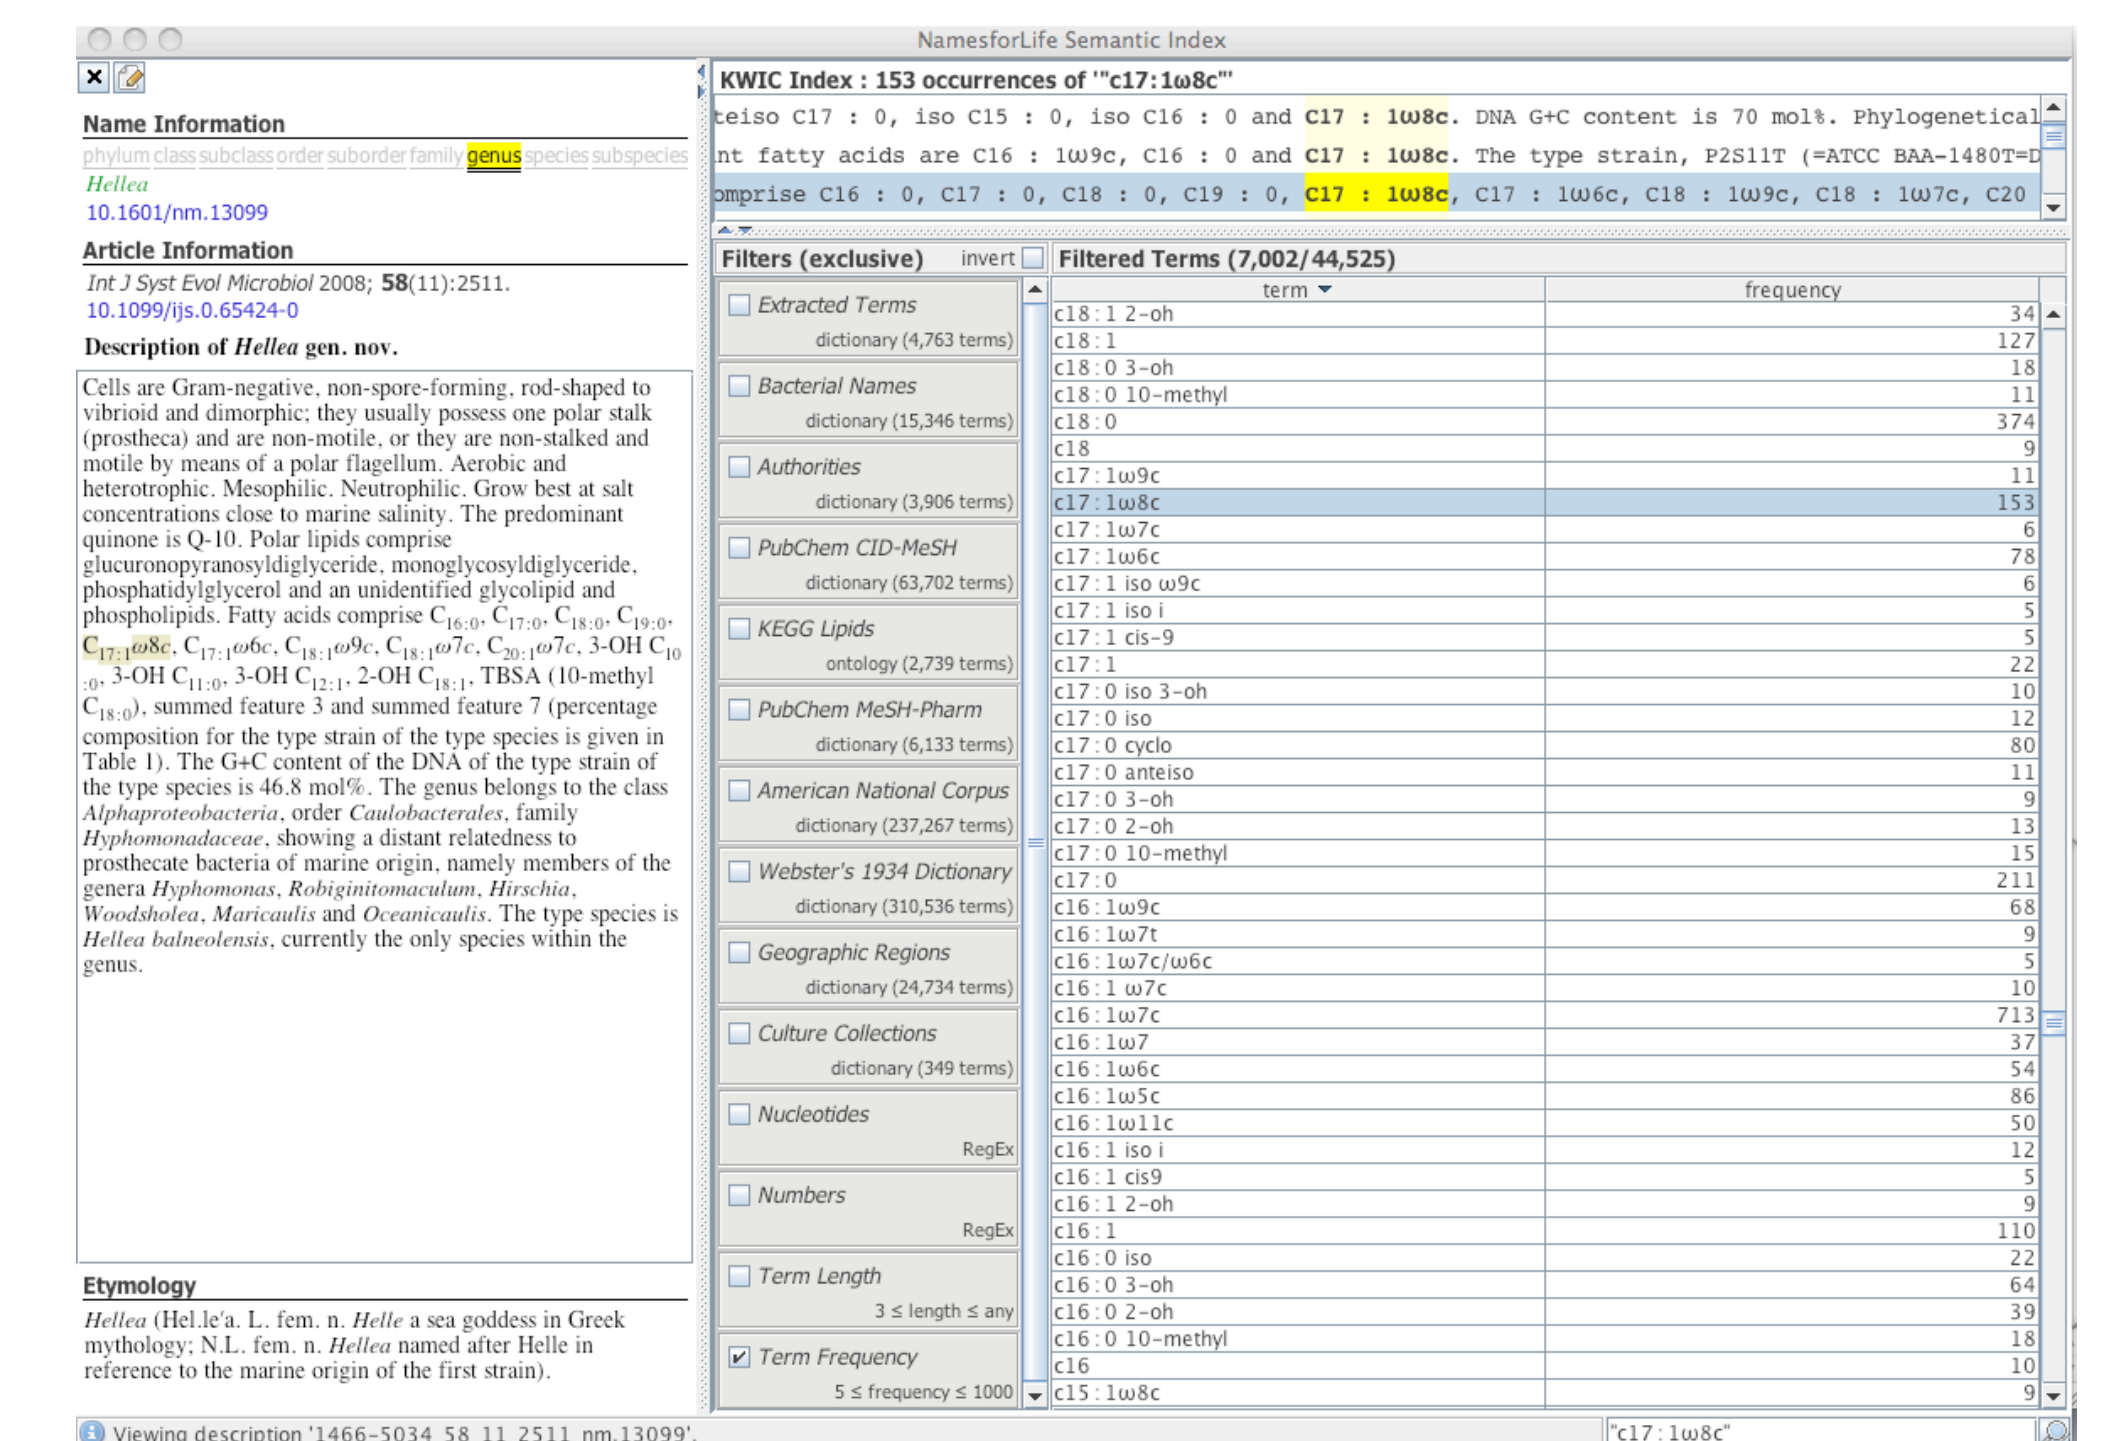 NamesforLife Semantic Index
Name Information
phylum class subclass order suborder family genus species subspecies
Hellea
10.1601/nm.13099
Article Information
Int J Syst Evol Microbiol 2008; 58(11):2511.
10.1099/ijs.0.65424-0
Description of Hellea gen. nov.
Cells are Gram-negative, non-spore-forming, rod-shaped to
vibrioid and dimorphic; they usually possess one polar stalk
(prostheca) and are non-motile, or they are non-stalked and
motile by means of a polar flagellum. Aerobic and
heterotrophic. Mesophilic. Neutrophilic. Grow best at salt
concentrations close to marine salinity. The predominant
quinone is Q-10. Polar lipids comprise
glucuronopyranosyldiglyceride, monoglycosyldiglyceride,
phosphatidylglycerol and an unidentified glycolipid and
phospholipids. Fatty acids comprise C16:0, C17:0, C18:0, C19:0,
C17:1ω8c, C17:1ω6c, C18:1ω9c, C18:1ω7c, C20:1ω7c, 3-OH C10
:0, 3-OH C11:0, 3-OH C12:1, 2-OH C18:1, TBSA (10-methyl
C18:0), summed feature 3 and summed feature 7 (percentage
composition for the type strain of the type species is given in
Table 1). The G+C content of the DNA of the type strain of
the type species is 46.8 mol%. The genus belongs to the class
Alphaproteobacteria, order Caulobacterales, family
Hyphomonadaceae, showing a distant relatedness to
prosthecate bacteria of marine origin, namely members of the
genera Hyphomonas, Robiginitomaculum, Hirschia,
Woodsholea, Maricaulis and Oceanicaulis. The type species is
Hellea balneolensis, currently the only species within the
genus.
Etymology
Hellea (Hel.le'a. L. fem. n. Helle a sea goddess in Greek
mythology; N.L. fem. n. Hellea named after Helle in
reference to the marine origin of the first strain).
KWIC Index : 153 occurrences of '"c17:1ω8c"'
teiso C17 : 0, iso C15 : 0, iso C16 : 0 and C17 : 1ω8c. DNA G+C content is 70 mol%. Phylogenetical
nt fatty acids are C16 : 1ω9c, C16 : 0 and C17 : 1ω8c. The type strain, P2S11T (=ATCC BAA-1480T=D
omprise C16 : 0, C17 : 0, C18 : 0, C19 : 0, C17 : 1ω8c, C17 : 1ω6c, C18 : 1ω9c, C18 : 1ω7c, C20
Filters (exclusive) invert
Extracted Terms
dictionary (4,763 terms)
Bacterial Names
dictionary (15,346 terms)
Authorities
dictionary (3,906 terms)
PubChem CID-MeSH
dictionary (63,702 terms)
KEGG Lipids
ontology (2,739 terms)
PubChem MeSH-Pharm
dictionary (6,133 terms)
American National Corpus
dictionary (237,267 terms)
Webster's 1934 Dictionary
dictionary (310,536 terms)
Geographic Regions
dictionary (24,734 terms)
Culture Collections
dictionary (349 terms)
Nucleotides
RegEx
Numbers
RegEx
Term Length
3 ≤ length ≤ any
Term Frequency
5 ≤ frequency ≤ 1000
Filtered Terms (7,002/44,525)
term frequency
c18:1 2-oh 34
c18:1 127
c18:0 3-oh 18
c18:0 10-methyl 11
c18:0 374
c18 9
c17:1ω9c 11
c17:1ω8c 153
c17:1ω7c 6
c17:1ω6c 78
c17:1 iso ω9c 6
c17:1 iso i 5
c17:1 cis-9 5
c17:1 22
c17:0 iso 3-oh 10
c17:0 iso 12
c17:0 cyclo 80
c17:0 anteiso 11
c17:0 3-oh 9
c17:0 2-oh 13
c17:0 10-methyl 15
c17:0 211
c16:1ω9c 68
c16:1ω7t 9
c16:1ω7c/ω6c 5
c16:1 ω7c 10
c16:1ω7c 713
c16:1ω7 37
c16:1ω6c 54
c16:1ω5c 86
c16:1ω11c 50
c16:1 iso i 12
c16:1 cis9 5
c16:1 2-oh 9
c16:1 110
c16:0 iso 22
c16:0 3-oh 64
c16:0 2-oh 39
c16:0 10-methyl 18
c16 10
c15:1ω8c 9
Viewing description '1466-5034_58_11_2511_nm.13099'.
"c17:1ω8c"